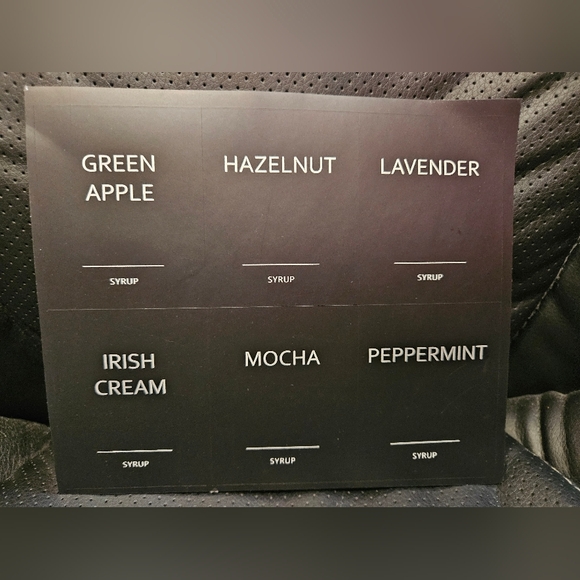 GREEN
APPLE
SYRUP
HAZELNUT
SYRUP
LAVENDER
SYRUP
IRISH
CREAM
SYRUP
MOCHA
SYRUP
PEPPERMINT
SYRUP